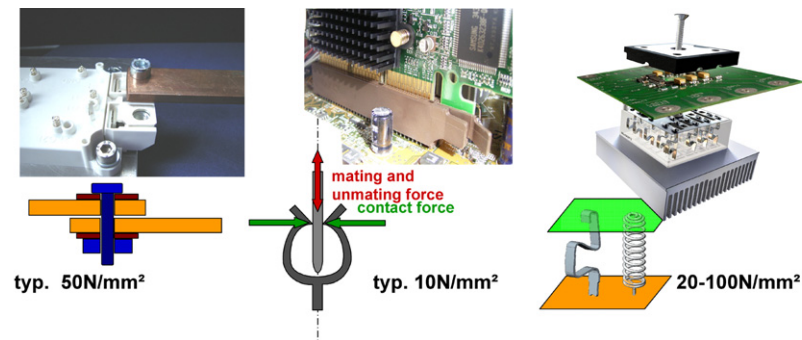 mating and
unmating force
contact force
typ. 50N/mm²
typ. 10N/mm²
20-100N/mm²